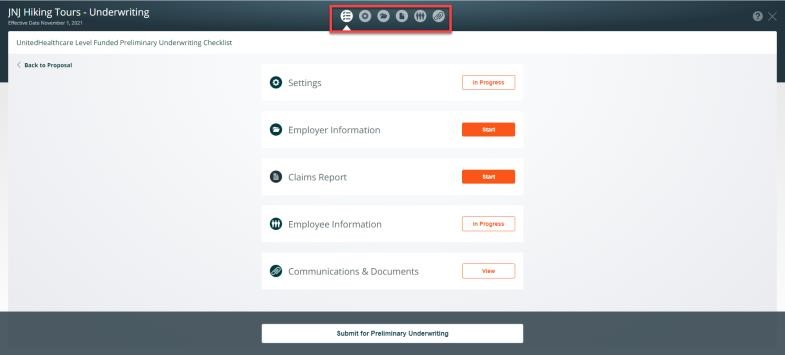 JNJ Hiking Tours - Underwriting
Effective Date November 1, 2021
UnitedHealthcare Level Funded Preliminary Underwriting Checklist
Back to Proposal
Settings
In Progress
Employer Information
Start
Claims Report
Start
Employee Information
In Progress
Communications & Documents
View
Submit for Preliminary Underwriting